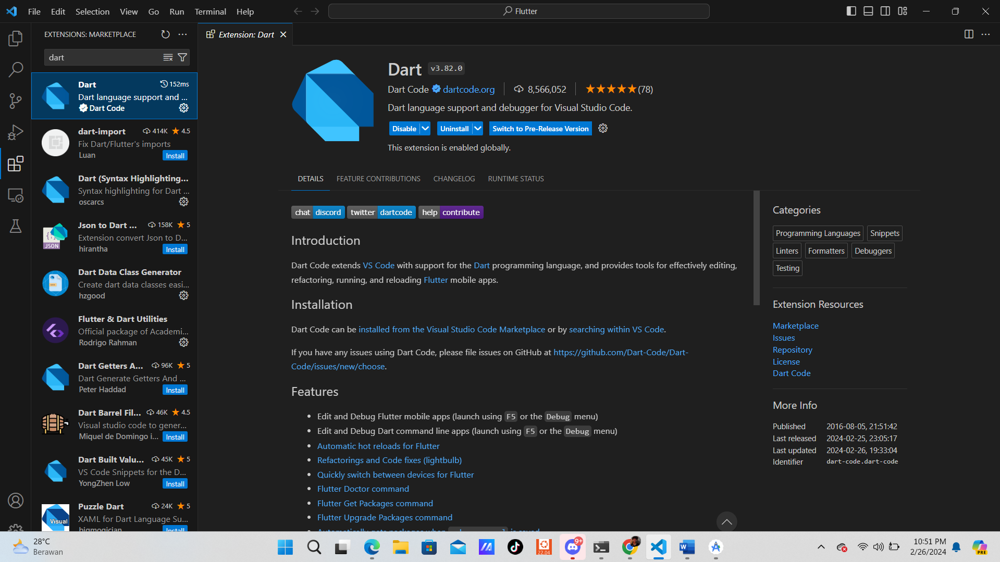 File Edit Selection View Go Run Terminal Help
Flutter
EXTENSIONS: MARKETPLACE
dart
Dart 152ms
Dart language support and ...
Dart Code
dart-import 414K 4.5
Fix Dart/Flutter's imports
Luan Install
Dart (Syntax Highlighting...
Syntax highlighting for Dart ...
oscarcs
Json to Dart ... 158K 5
Extension convert Json to D...
hirantha Install
JSON
Dart Data Class Generator
Create dart data classes easi...
hzgood
Flutter & Dart Utilities
Official package of Academi...
Rodrigo Rahman
Dart Getters A... 96K 5
Dart Generate Getters And ...
Peter Haddad Install
Dart Barrel Fil... 46K 4.5
Visual studio code to gener...
Miquel de Domingo i... Install
Dart Built Valu... 45K 5
VS Code Snippets for the D...
YongZhen Low Install
Puzzle Dart 24K 5
XAML for Dart Language Su...
Visual
bigmogician Install
Extension: Dart
Dart v3.82.0
Dart Code dartcode.org 8,566,052 (78)
Dart language support and debugger for Visual Studio Code.
Disable Uninstall Switch to Pre-Release Version
This extension is enabled globally.
DETAILS FEATURE CONTRIBUTIONS CHANGELOG RUNTIME STATUS
chat discord twitter dartcode help contribute
Introduction
Dart Code extends VS Code with support for the Dart programming language, and provides tools for effectively editing,
refactoring, running, and reloading Flutter mobile apps.
Installation
Dart Code can be installed from the Visual Studio Code Marketplace or by searching within VS Code.
If you have any issues using Dart Code, please file issues on GitHub at https://github.com/Dart-Code/Dart-
Code/issues/new/choose.
Features
• Edit and Debug Flutter mobile apps (launch using F5 or the Debug menu)
• Edit and Debug Dart command line apps (launch using F5 or the Debug menu)
• Automatic hot reloads for Flutter
• Refactorings and Code fixes (lightbulb)
• Quickly switch between devices for Flutter
• Flutter Doctor command
• Flutter Get Packages command
• Flutter Upgrade Packages command
• Automatically gets packages when is saved
Categories
Programming Languages Snippets
Linters Formatters Debuggers
Testing
Extension Resources
Marketplace
Issues
Repository
License
Dart Code
More Info
Published 2016-08-05, 21:51:42
Last released 2024-02-25, 23:05:17
Last updated 2024-02-26, 19:33:04
Identifier dart-code.dart-code
28°C
Berawan
22.04
9+
10:51 PM
2/26/2024
PRE